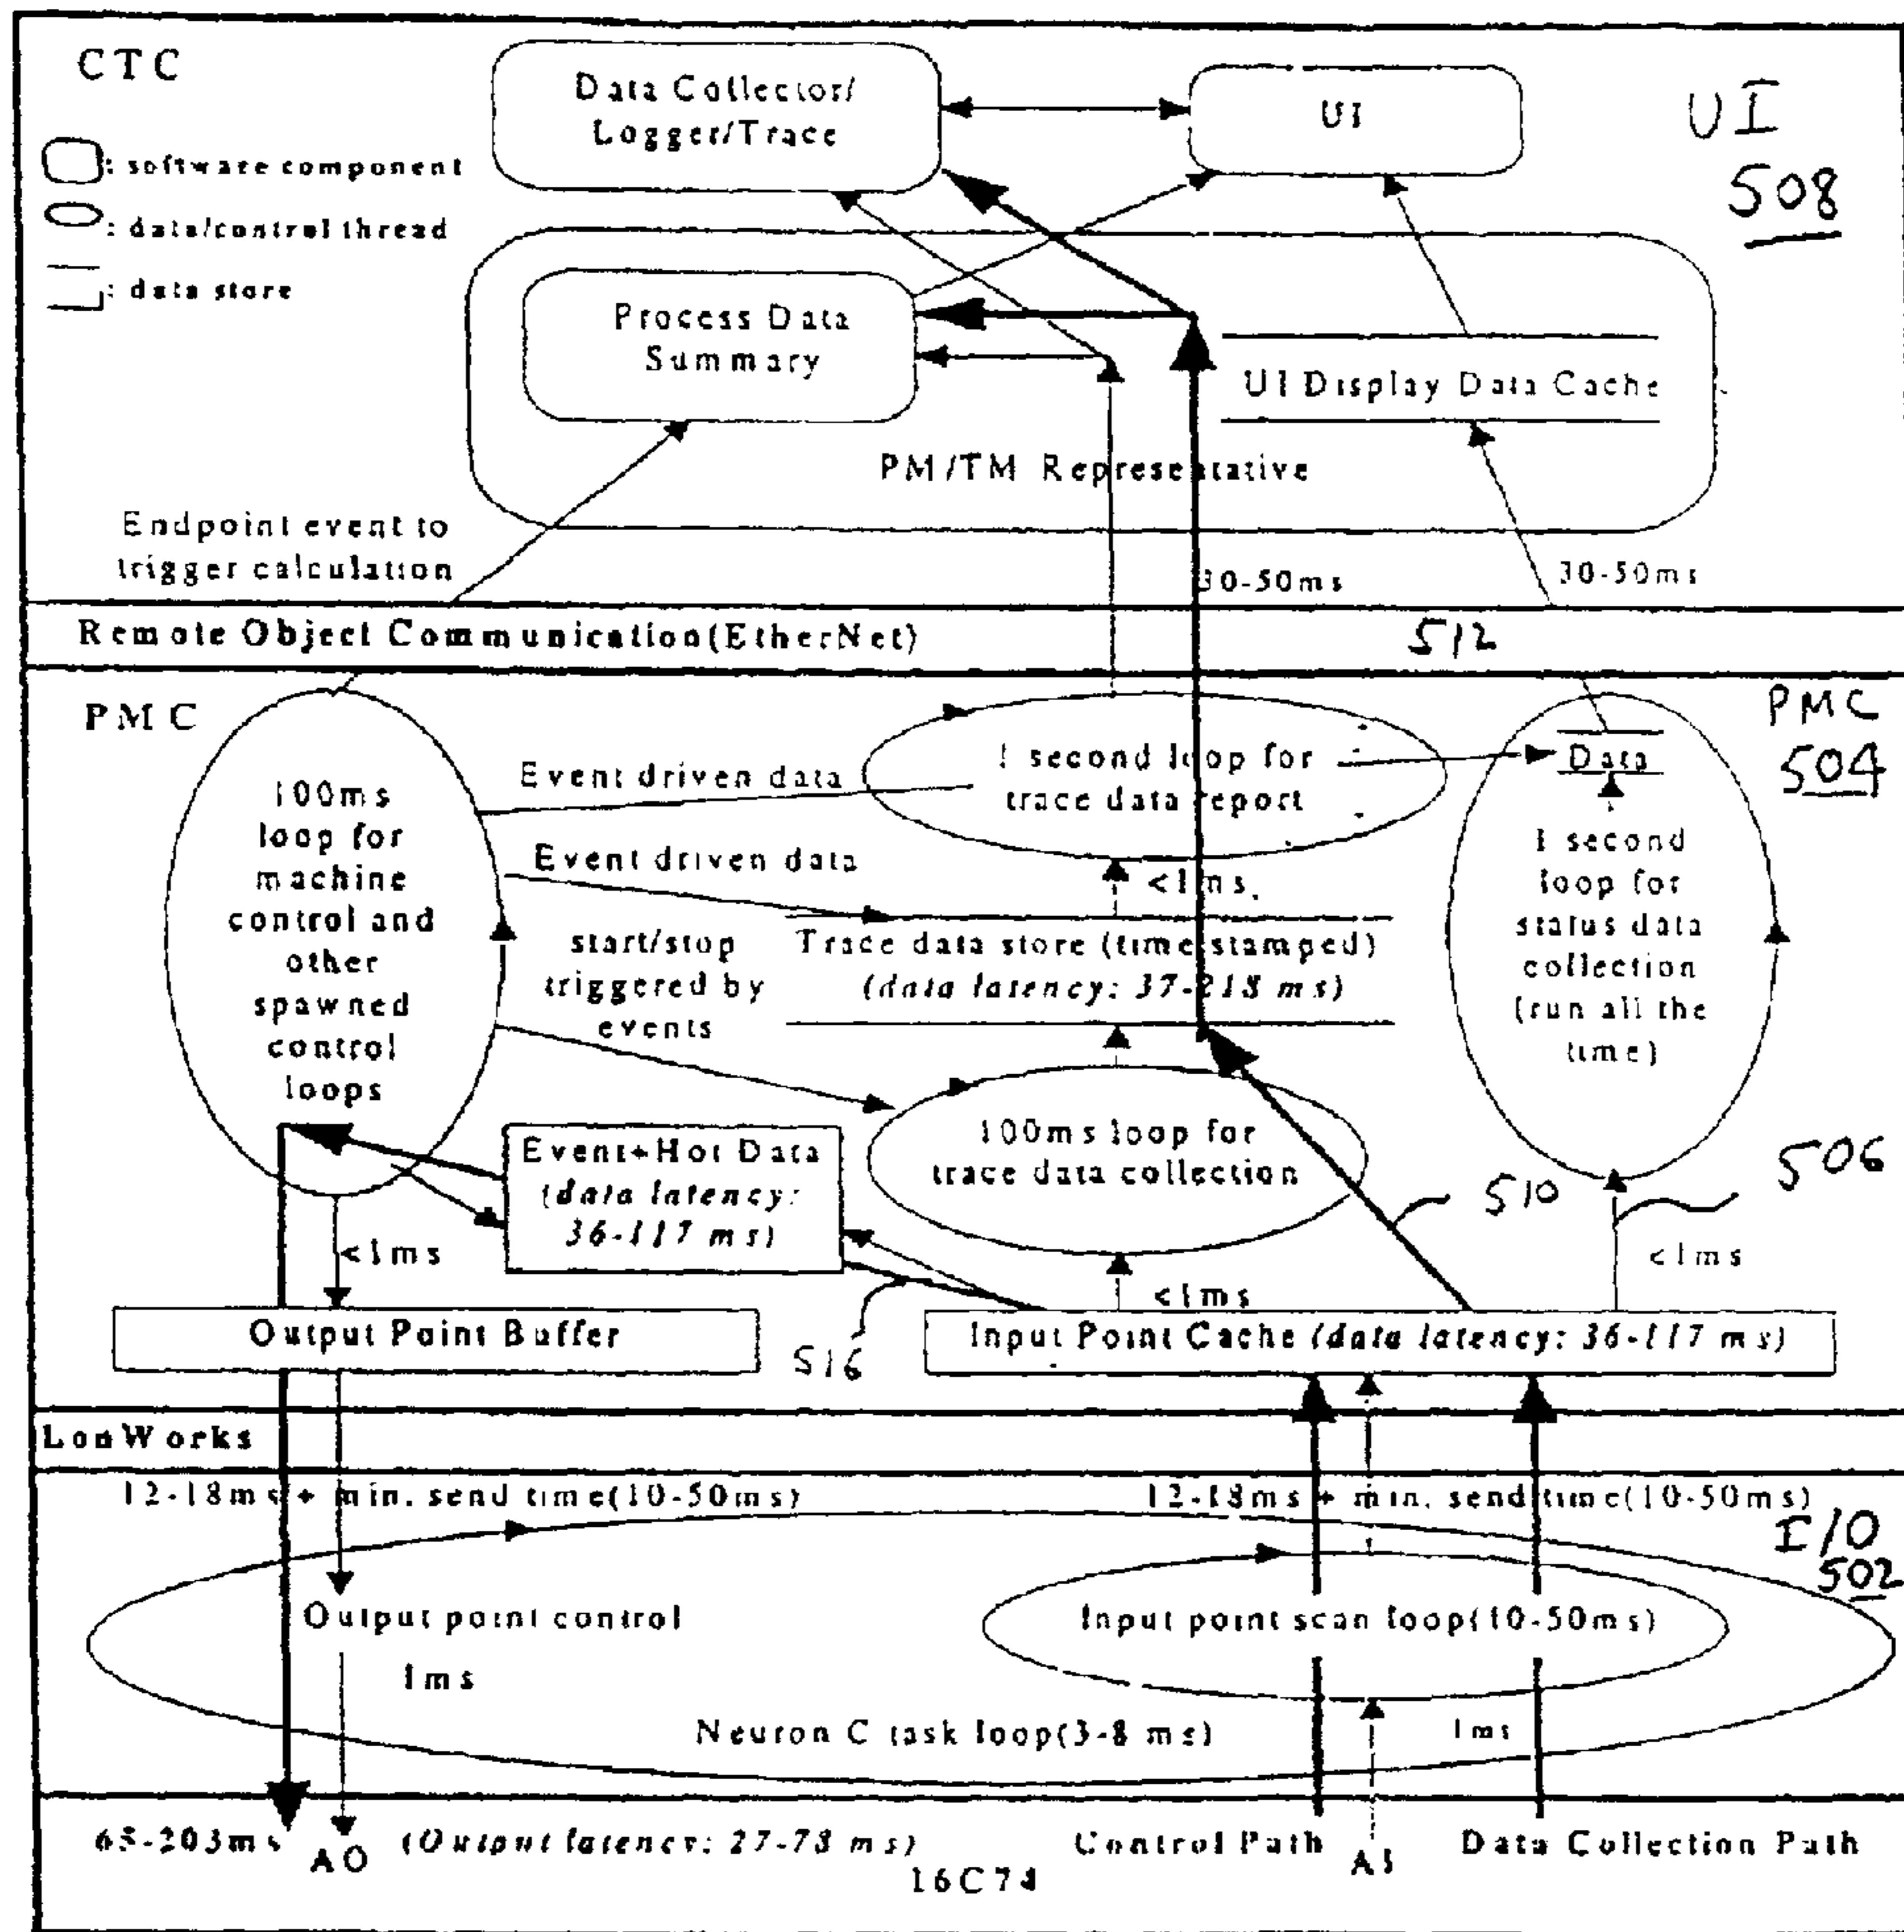 CTC
Data Collector/
Logger/Trace
UI
UI
508
: software component
: data/control thread
: data store
Process Data
Summary
UI Display Data Cache
PM/TM Representative
Endpoint event to
trigger calculation
30-50ms
30-50ms
Remote Object Communication(EtherNet)
512
PMC
PMC
504
100ms
loop for
machine
control and
other
spawned
control
loops
Event driven data
1 second loop for
trace data report
Data
Event driven data
<1ms
1 second
loop for
status data
collection
(run all the
time)
start/stop
triggered by
events
Trace data store (time stamped)
(data latency: 37-218 ms)
100ms loop for
trace data collection
Event+Hot Data
(data latency:
36-117 ms)
510
506
<1ms
<1ms
<1ms
Output Point Buffer
516
Input Point Cache (data latency: 36-117 ms)
LonWorks
12-18ms + min. send time(10-50ms)
12-18ms + min. send time(10-50ms)
I/O
502
Output point control
1ms
Input point scan loop(10-50ms)
Neuron C task loop(3-8 ms)
1ms
65-203ms
AO
(Output latency: 27-78 ms)
Control Path
AI
Data Collection Path
16C74